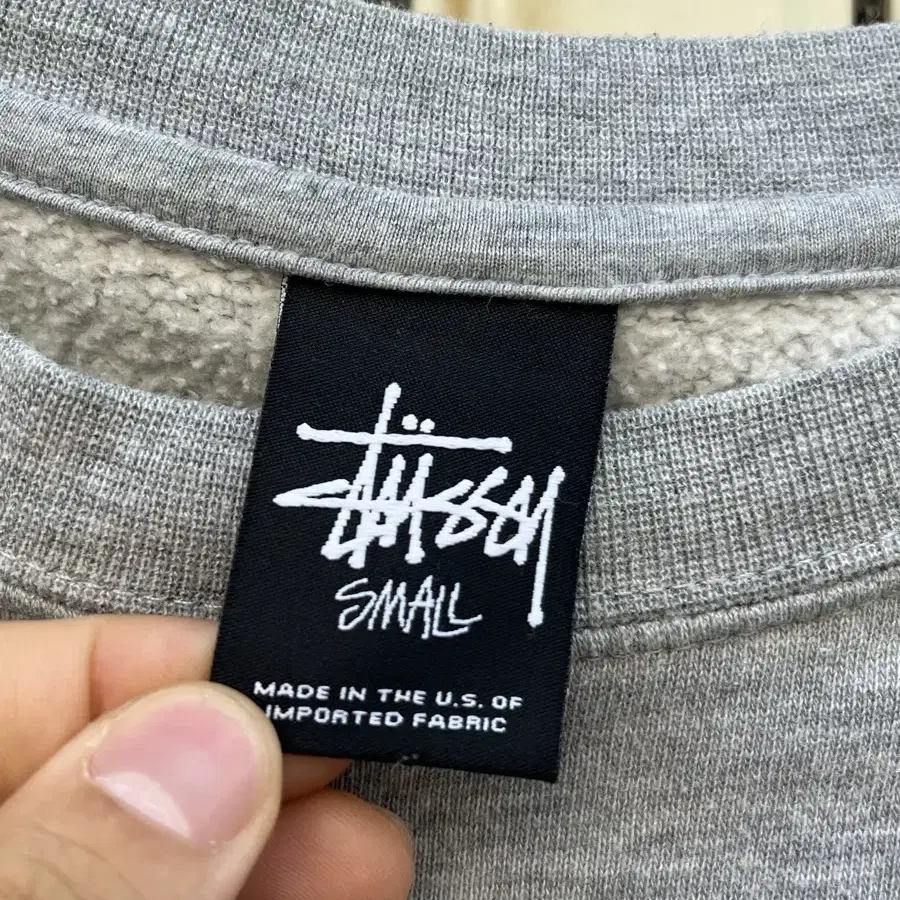 stüssy
SMALL
MADE IN THE U.S. OF
IMPORTED FABRIC